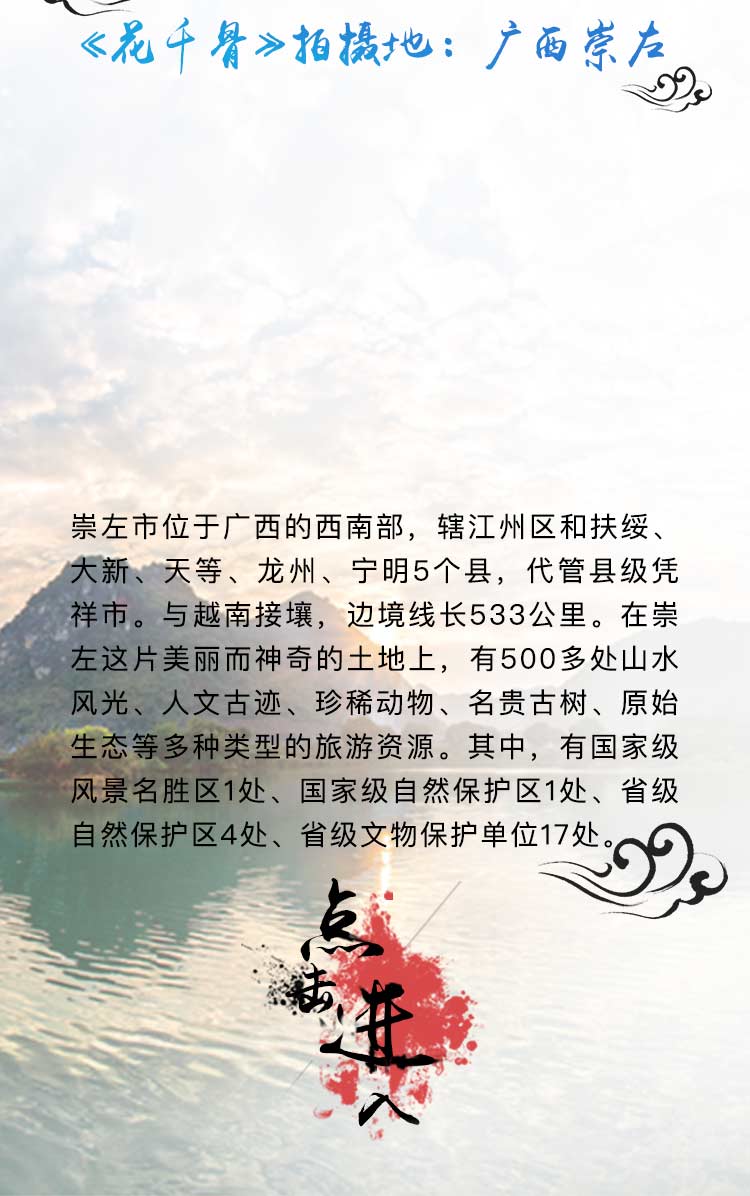 《花千骨》拍摄地：广西崇左
崇左市位于广西的西南部，辖江州区和扶绥、
大新、天等、龙州、宁明5个县，代管县级凭
祥市。与越南接壤，边境线长533公里。在崇
左这片美丽而神奇的土地上，有500多处山水
风光、人文古迹、珍稀动物、名贵古树、原始
生态等多种类型的旅游资源。其中，有国家级
风景名胜区1处、国家级自然保护区1处、省级
自然保护区4处、省级文物保护单位17处。
点
击
进
入